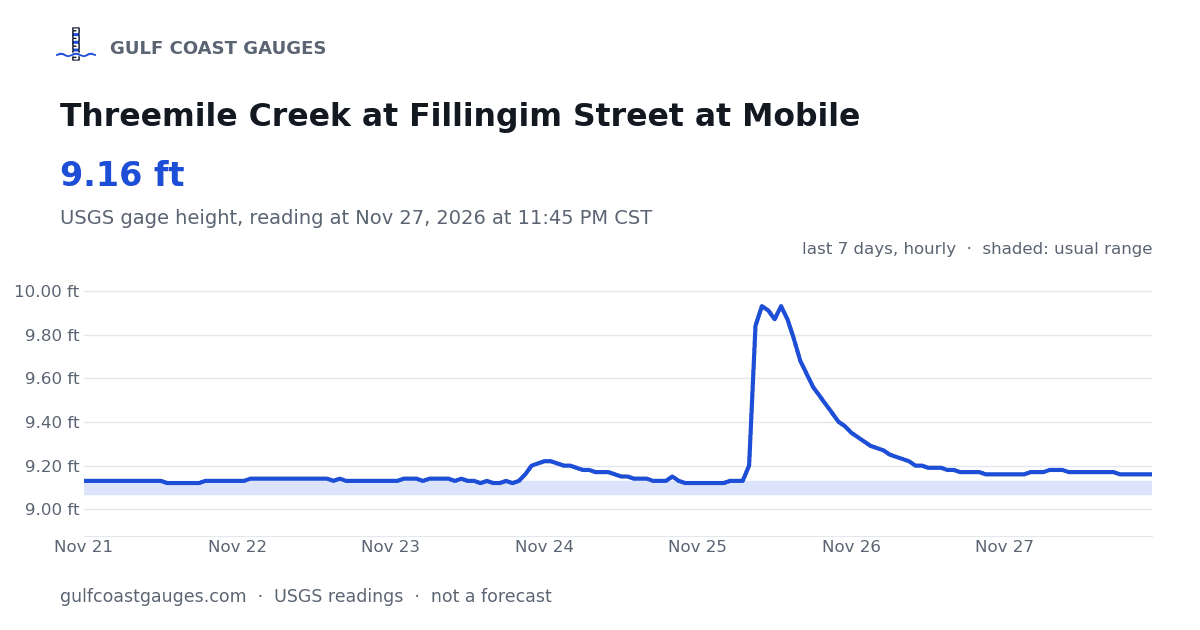 GULF COAST GAUGES
Threemile Creek at Fillingim Street at Mobile
9.16 ft
USGS gage height, reading at Nov 27, 2026 at 11:45 PM CST
last 7 days, hourly · shaded: usual range
10.00 ft
9.80 ft
9.60 ft
9.40 ft
9.20 ft
9.00 ft
Nov 21 Nov 22 Nov 23 Nov 24 Nov 25 Nov 26 Nov 27
gulfcoastgauges.com · USGS readings · not a forecast